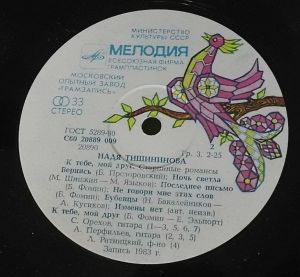 МИНИСТЕРСТВО
КУЛЬТУРЫ СССР
МЕЛОДИЯ
ВСЕСОЮЗНАЯ ФИРМА
ГРАМПЛАСТИНОК
МОСКОВСКИЙ
ОПЫТНЫЙ ЗАВОД
«ГРАМЗАПИСЬ»
33
СТЕРЕО
ГОСТ 5289-80
С60 20889 009
20890
2
Гр. 3. 2-25
НАДЯ ТИШИНИНОВА
К тебе, мой друг. Старинные романсы
Вернись (Б. Прозоровский). Ночь светла
(М. Шишкин — М. Языков); Последнее письмо
(Б. Фомин); Не говори мне этих слов
(Б. Фомин); Бубенцы (Н. Бакалейников —
А. Кусиков); Измены нет (авт. неизв.)
К тебе, мой друг (Б. Фомин — Е. Эльпорт)
С. Орехов, гитара (1—3, 5, 6, 7)
А. Перфильев, гитара (2, 3, 5)
Л. ф-но (4)
Запись 1983 г.